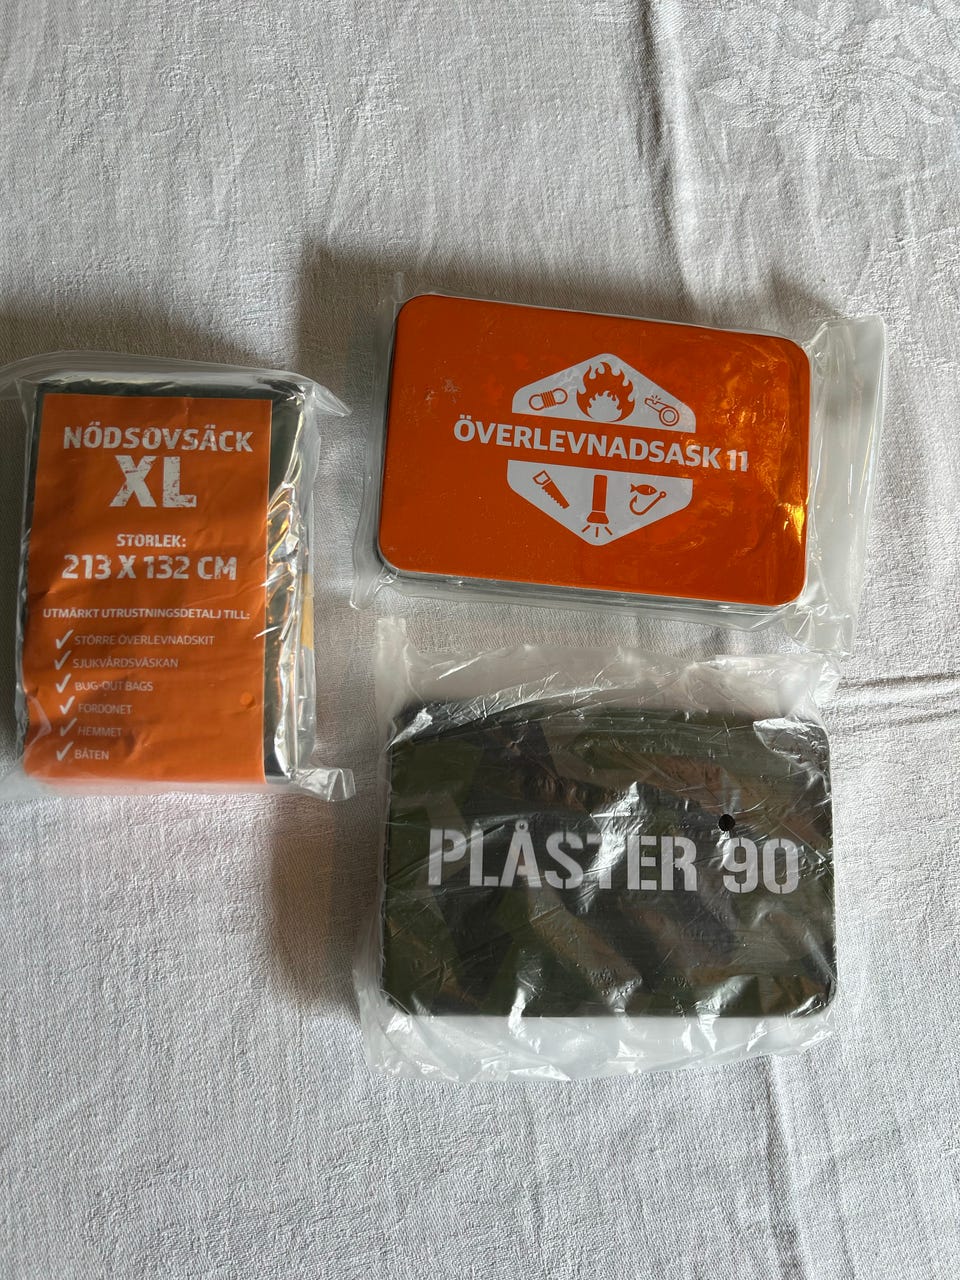 NÖDSOVSÄCK
XL
STORLEK:
213 X 132 CM
UTMÄRKT UTRUSTNINGSDETALJ TILL:
STÖRRE ÖVERLEVNADSKIT
SJUKVÅRDSVÄSKAN
BUG-OUT BAGS
FORDONET
HEMMET
BÅTEN
ÖVERLEVNADSASK 11
PLÅSTER 90